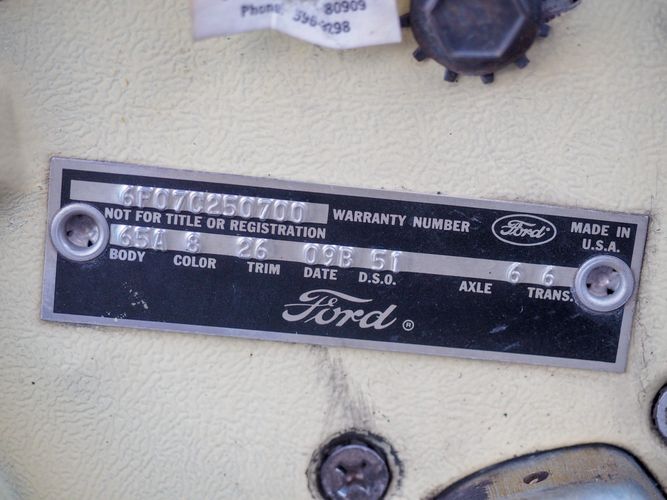 Phone 80909
596-9298
6F07C250700
NOT FOR TITLE OR REGISTRATION
WARRANTY NUMBER
Ford
MADE IN
U.S.A.
65A 8 26 09B 51 6 6
BODY COLOR TRIM DATE D.S.O. AXLE TRANS.
Ford ®